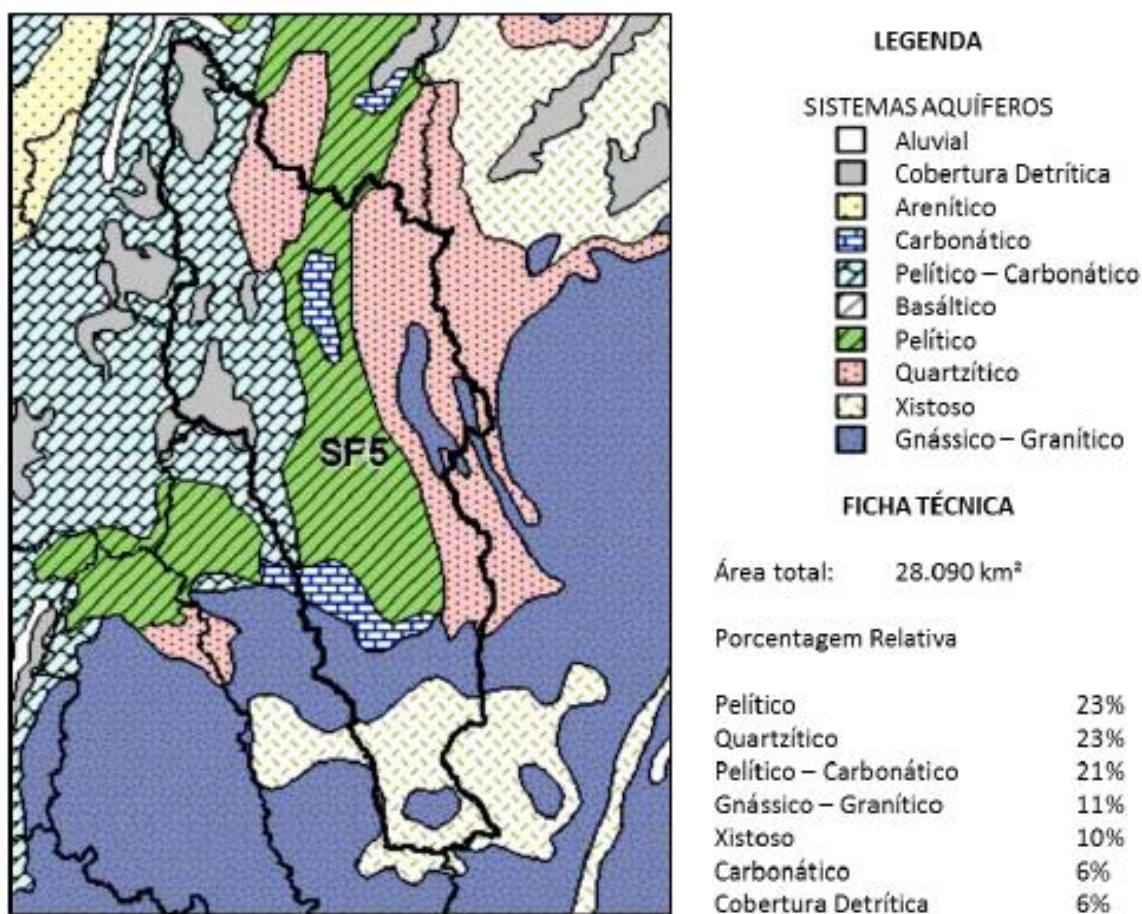 SF5
LEGENDA
SISTEMAS AQUÍFEROS
Aluvial
Cobertura Detrítica
Arenítico
Carbonático
Pelítico – Carbonático
Basáltico
Pelítico
Quartzítico
Xistoso
Gnássico – Granítico
FICHA TÉCNICA
Área total: 28.090 km²
Porcentagem Relativa
Pelítico 23%
Quartzítico 23%
Pelítico – Carbonático 21%
Gnássico – Granítico 11%
Xistoso 10%
Carbonático 6%
Cobertura Detrítica 6%